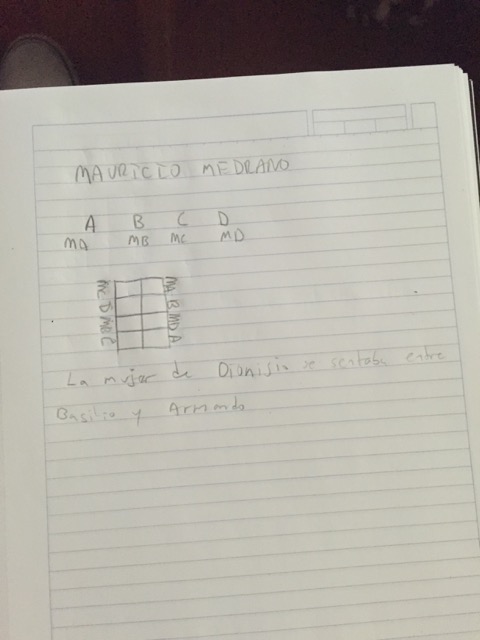 MAURICIO MEDRANO
A B C D
MA MB MC MD
MC D MB C
MA B MD A
La mujer de Dionisio se sentaba entre
Basilio y Armando